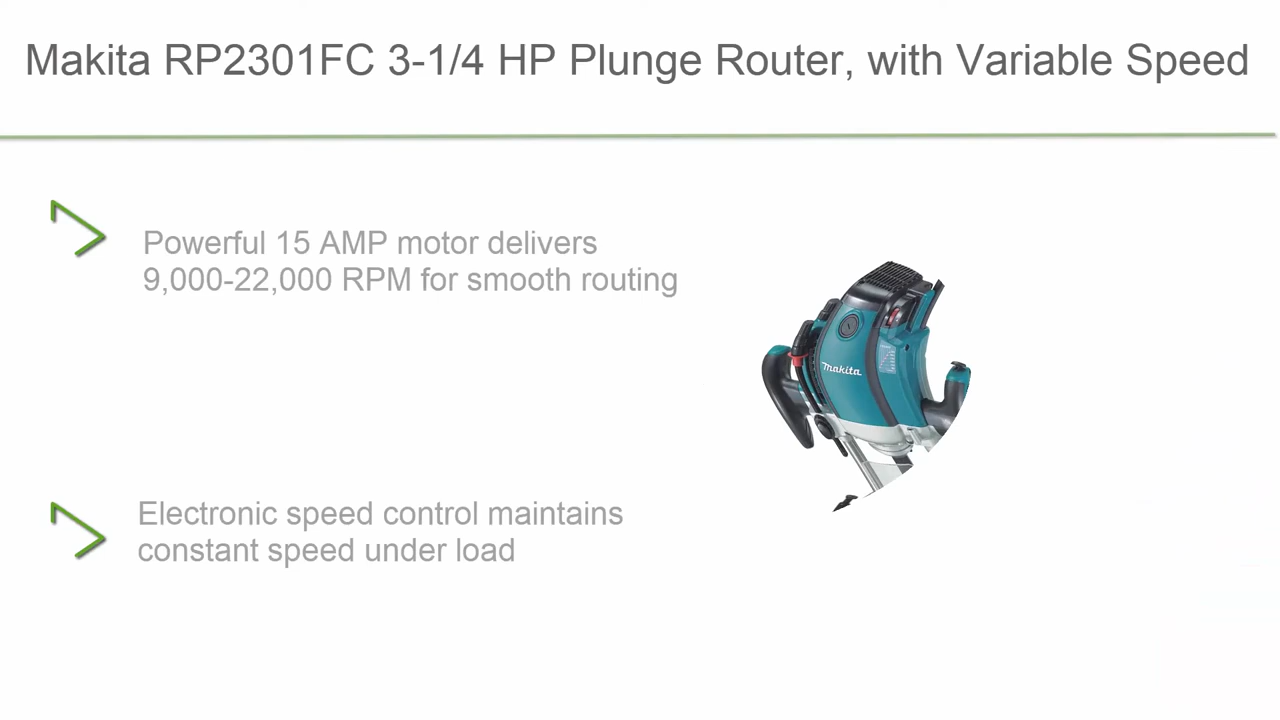 Makita RP2301FC 3-1/4 HP Plunge Router, with Variable Speed
Powerful 15 AMP motor delivers
9,000-22,000 RPM for smooth routing
Makita
Electronic speed control maintains
constant speed under load